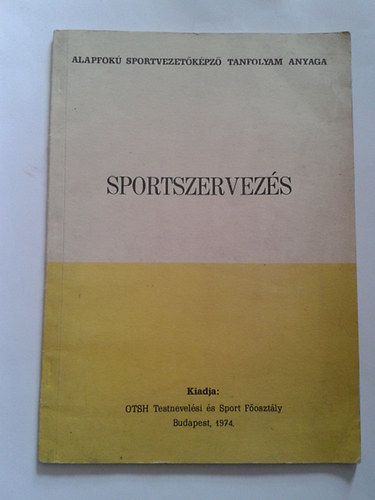 ALAPFOKÚ SPORTVEZETŐKÉPZŐ TANFOLYAM ANYAGA
SPORTSZERVEZÉS
Kiadja:
OTSH Testnevelési és Sport Főosztály
Budapest, 1974.